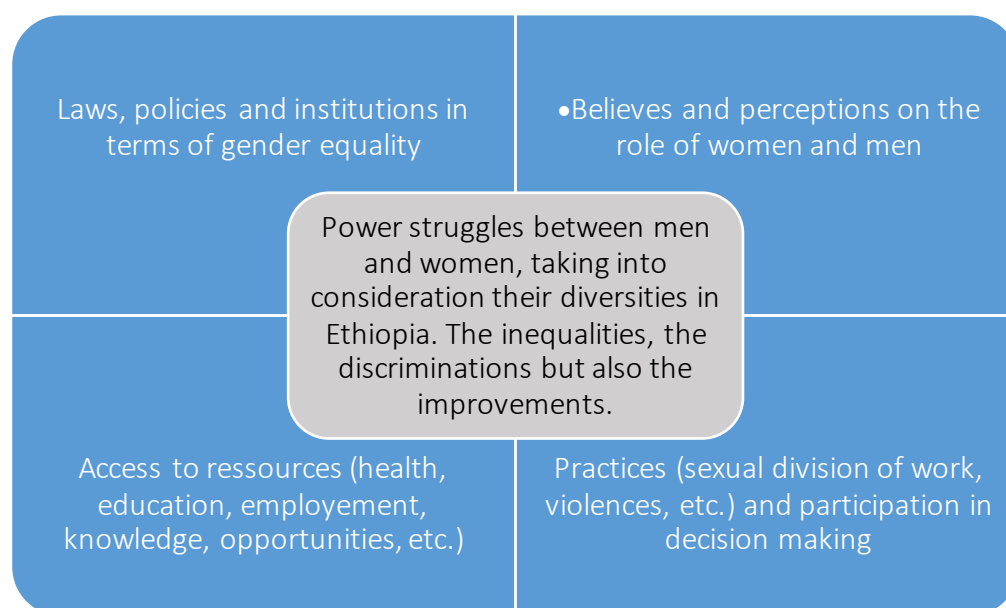 Laws, policies and institutions in
terms of gender equality
•Believes and perceptions on the
role of women and men
Power struggles between men
and women, taking into
consideration their diversities in
Ethiopia. The inequalities, the
discriminations but also the
improvements.
Access to ressources (health,
education, employement,
knowledge, opportunities, etc.)
Practices (sexual division of work,
violences, etc.) and participation in
decision making